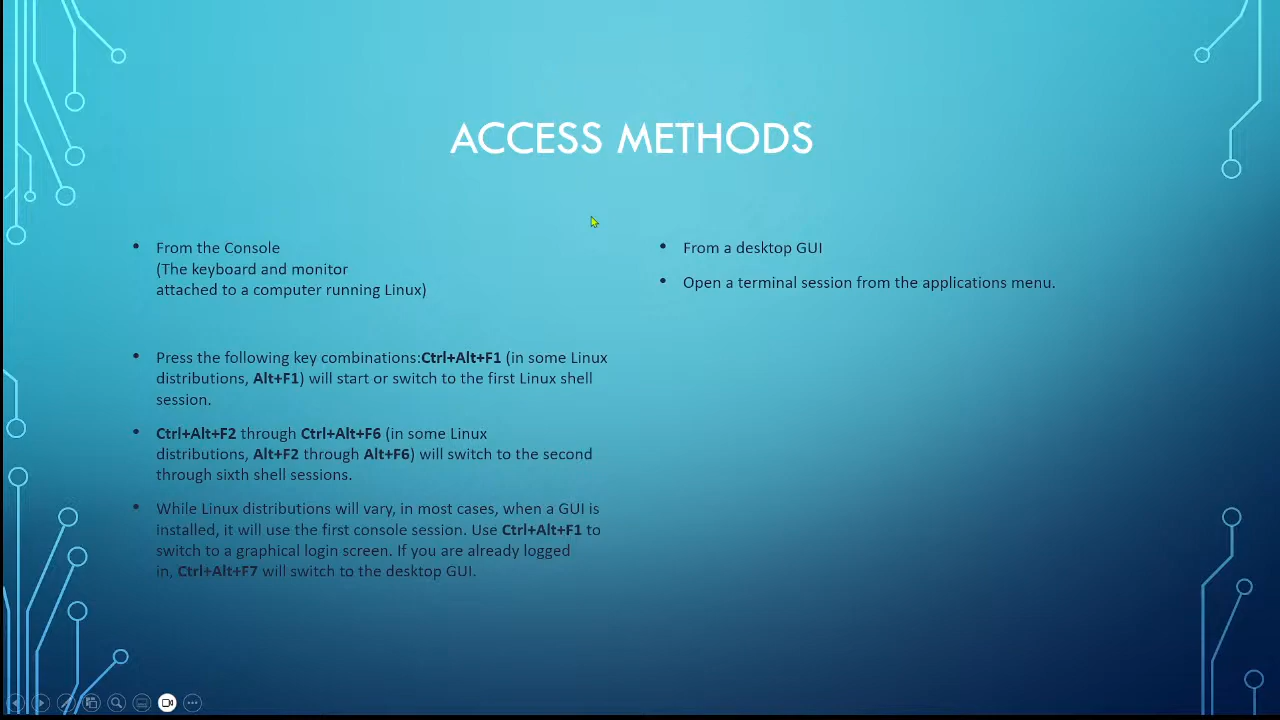 ACCESS METHODS
• From the Console
(The keyboard and monitor
attached to a computer running Linux)
• Press the following key combinations:Ctrl+Alt+F1 (in some Linux
distributions, Alt+F1) will start or switch to the first Linux shell
session.
• Ctrl+Alt+F2 through Ctrl+Alt+F6 (in some Linux
distributions, Alt+F2 through Alt+F6) will switch to the second
through sixth shell sessions.
• While Linux distributions will vary, in most cases, when a GUI is
installed, it will use the first console session. Use Ctrl+Alt+F1 to
switch to a graphical login screen. If you are already logged
in, Ctrl+Alt+F7 will switch to the desktop GUI.
• From a desktop GUI
• Open a terminal session from the applications menu.